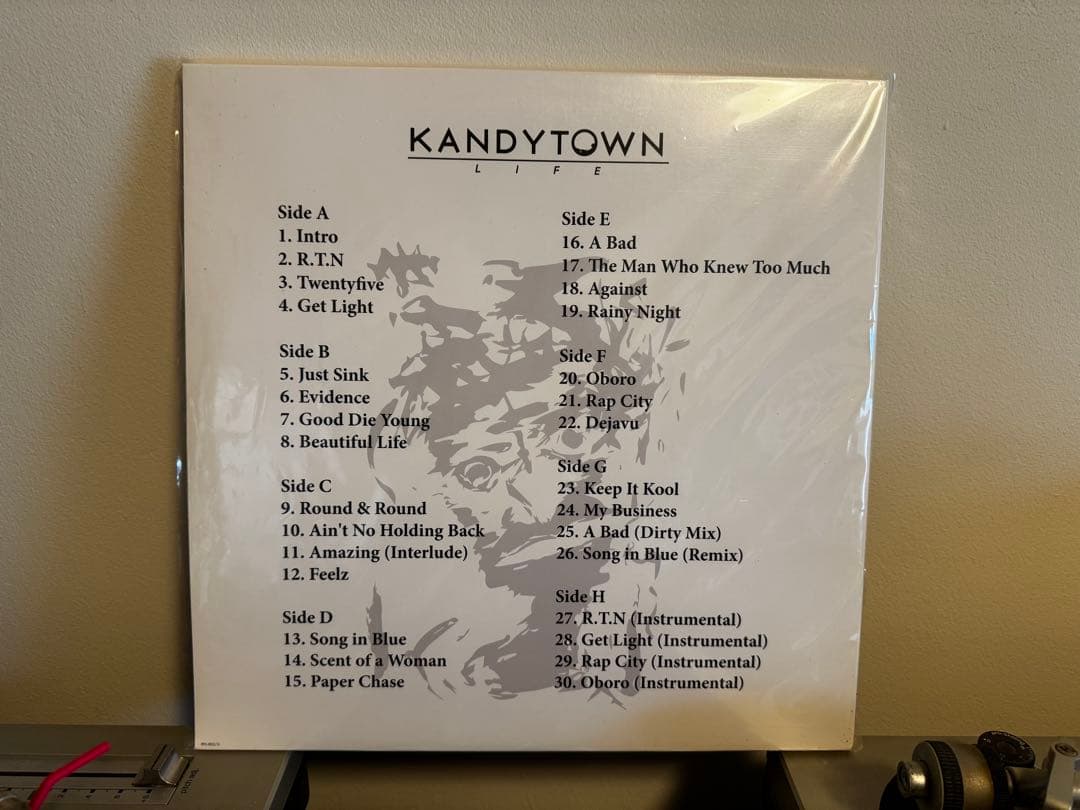 KANDYTOWN
LIFE
Side A
1. Intro
2. R.T.N
3. Twentyfive
4. Get Light
Side B
5. Just Sink
6. Evidence
7. Good Die Young
8. Beautiful Life
Side C
9. Round & Round
10. Ain't No Holding Back
11. Amazing (Interlude)
12. Feelz
Side D
13. Song in Blue
14. Scent of a Woman
15. Paper Chase
Side E
16. A Bad
17. The Man Who Knew Too Much
18. Against
19. Rainy Night
Side F
20. Oboro
21. Rap City
22. Dejavu
Side G
23. Keep It Kool
24. My Business
25. A Bad (Dirty Mix)
26. Song in Blue (Remix)
Side H
27. R.T.N (Instrumental)
28. Get Light (Instrumental)
29. Rap City (Instrumental)
30. Oboro (Instrumental)